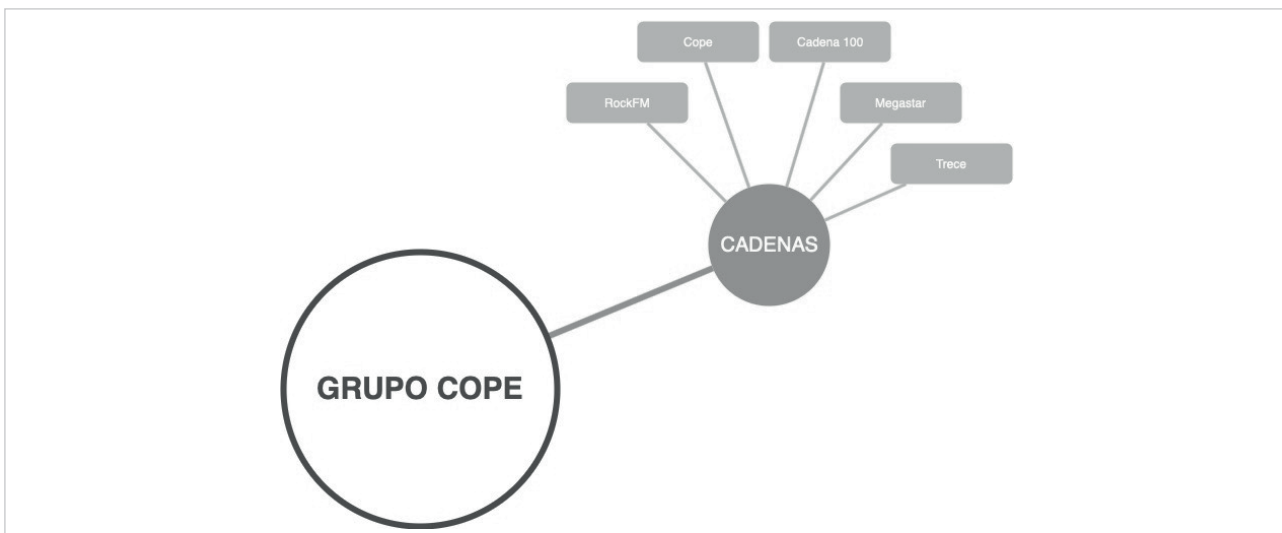 Cope
Cadena 100
RockFM
Megastar
Trece
CADENAS
GRUPO COPE